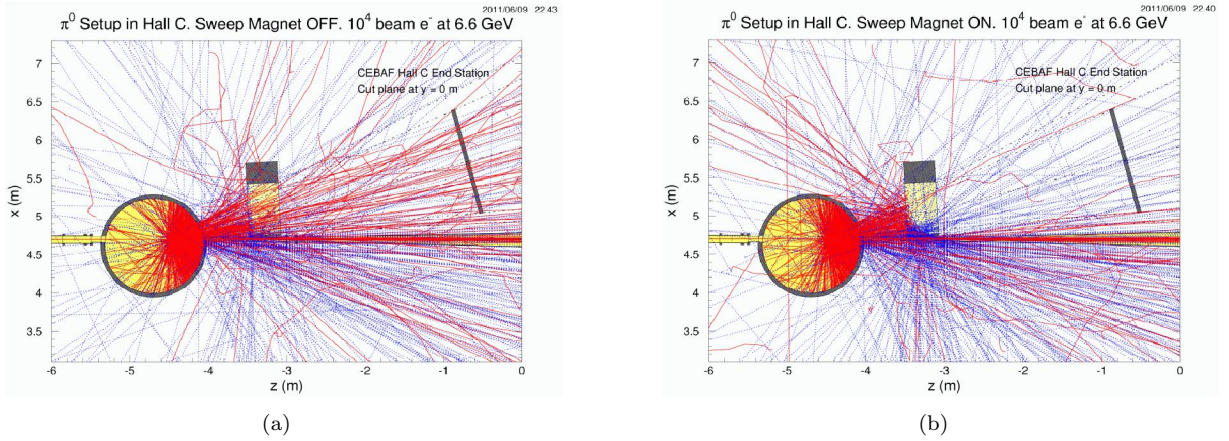 2011/06/09 22.43
π⁰ Setup in Hall C. Sweep Magnet OFF. 10⁴ beam e⁻ at 6.6 GeV
CEBAF Hall C End Station
Cut plane at y = 0 m
x (m)
7
6.5
6
5.5
5
4.5
4
3.5
-6
-5
-4
-3
-2
-1
0
z (m)
(a)
2011/06/09 22.40
π⁰ Setup in Hall C. Sweep Magnet ON. 10⁴ beam e⁻ at 6.6 GeV
CEBAF Hall C End Station
Cut plane at y = 0 m
x (m)
7
6.5
6
5.5
5
4.5
4
3.5
-6
-5
-4
-3
-2
-1
0
z (m)
(b)